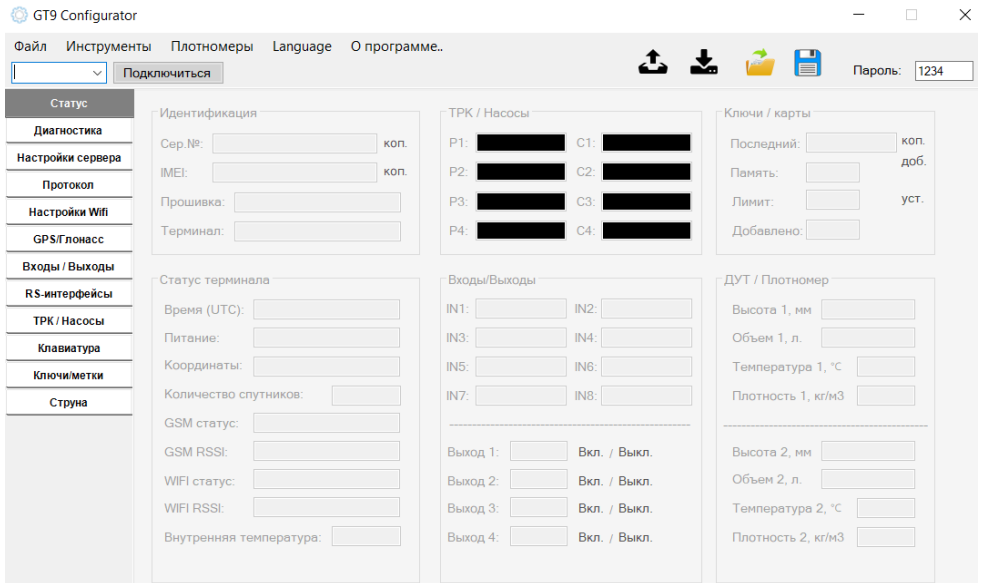 GT9 Configurator
Файл Инструменты Плотномеры Language О программе..
Подключиться
Пароль: 1234
Статус
Диагностика
Настройки сервера
Протокол
Настройки Wifi
GPS/Глонасс
Входы / Выходы
RS-интерфейсы
ТРК / Насосы
Клавиатура
Ключи/метки
Струна
Идентификация
Сер.№: коп.
IMEI: коп.
Прошивка:
Терминал:
ТРК / Насосы
P1: C1:
P2: C2:
P3: C3:
P4: C4:
Ключи / карты
Последний: коп.
доб.
Память:
Лимит: уст.
Добавлено:
Статус терминала
Время (UTC):
Питание:
Координаты:
Количество спутников:
GSM статус:
GSM RSSI:
WIFI статус:
WIFI RSSI:
Внутренняя температура:
Входы/Выходы
IN1: IN2:
IN3: IN4:
IN5: IN6:
IN7: IN8:
Выход 1: Вкл. / Выкл.
Выход 2: Вкл. / Выкл.
Выход 3: Вкл. / Выкл.
Выход 4: Вкл. / Выкл.
ДУТ / Плотномер
Высота 1, мм
Объем 1, л.
Температура 1, °C
Плотность 1, кг/м3
Высота 2, мм
Объем 2, л.
Температура 2, °C
Плотность 2, кг/м3